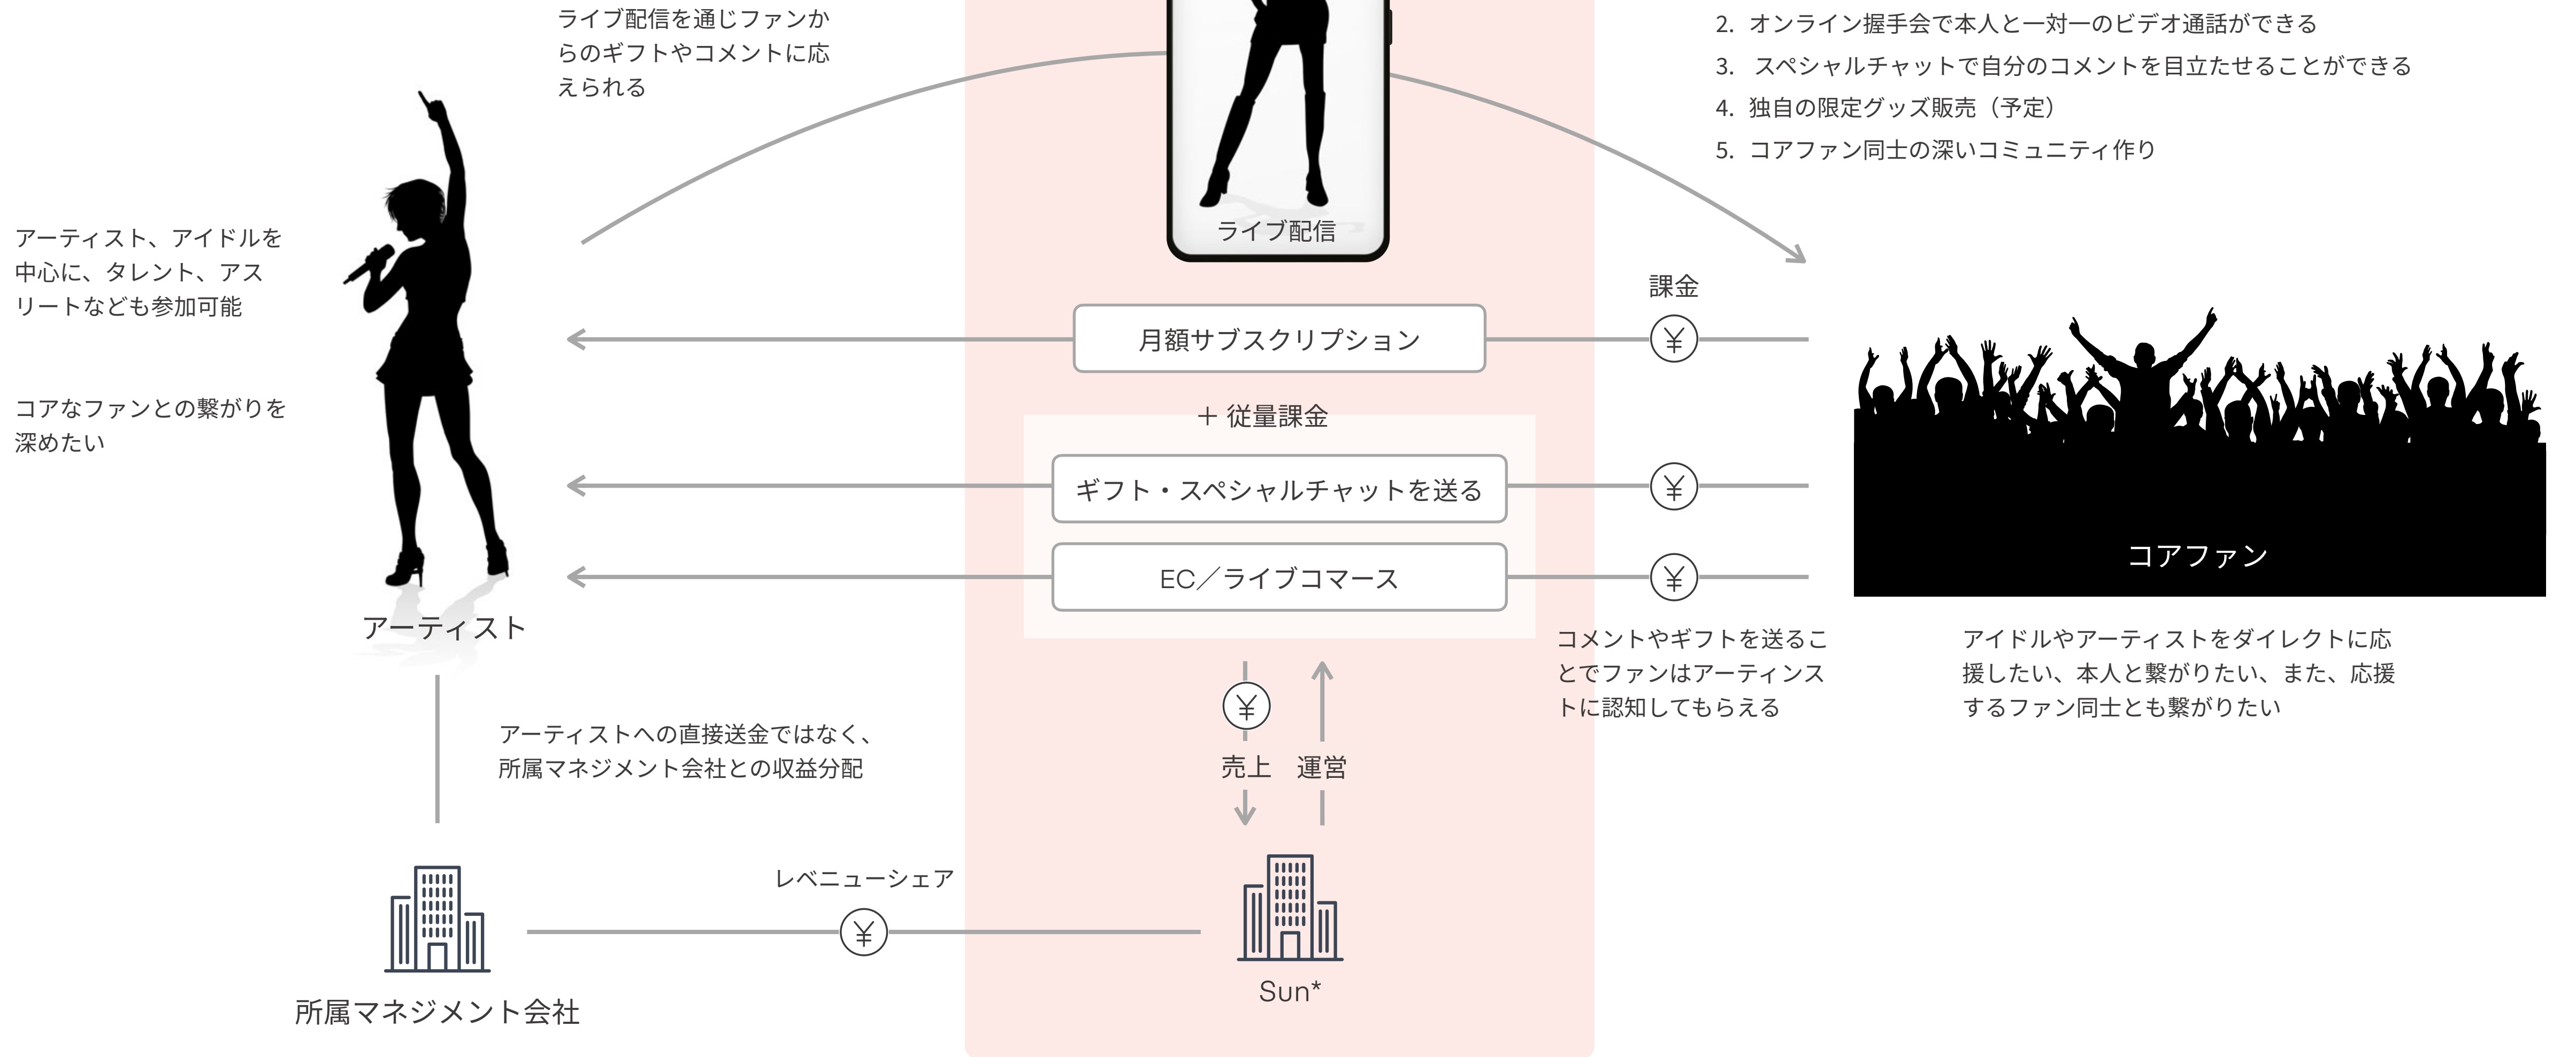 ライブ配信を通じファンか
らのギフトやコメントに応
えられる
2. オンライン握手会で本人と一対一のビデオ通話ができる
3. スペシャルチャットで自分のコメントを目立たせることができる
4. 独自の限定グッズ販売（予定）
5. コアファン同士の深いコミュニティ作り
ライブ配信
アーティスト、アイドルを
中心に、タレント、アス
リートなども参加可能
コアなファンとの繋がりを
深めたい
アーティスト
課金
月額サブスクリプション
¥
＋従量課金
ギフト・スペシャルチャットを送る
¥
EC／ライブコマース
¥
コアファン
コメントやギフトを送るこ
とでファンはアーティンス
トに認知してもらえる
アイドルやアーティストをダイレクトに応
援したい、本人と繋がりたい、また、応援
するファン同士とも繋がりたい
アーティストへの直接送金ではなく、
所属マネジメント会社との収益分配
¥
売上 運営
レベニューシェア
¥
所属マネジメント会社
Sun*